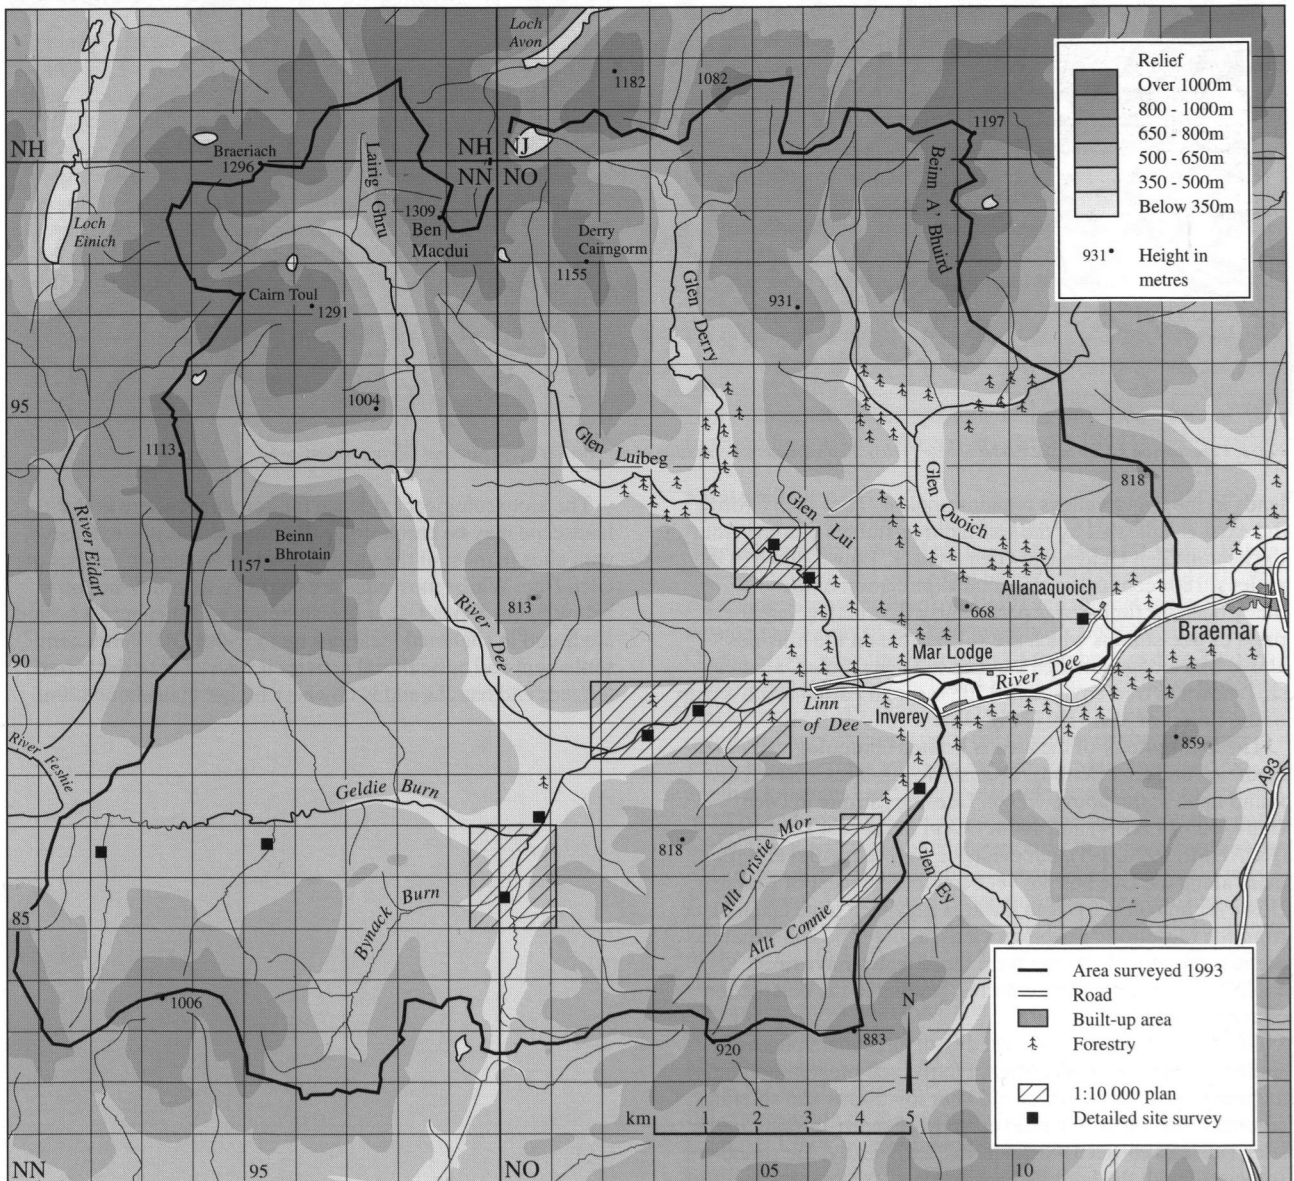 Loch
Avon
1182
1082
Relief
Over 1000m
800 - 1000m
650 - 800m
500 - 650m
350 - 500m
Below 350m
931
Height in
metres
NH
NH
NJ
NN
NO
Braeriach
1296
Lairig
Ghru
1197
Beinn A' Bhuird
Loch
Einich
1309
Ben
Macdui
Derry
Cairngorm
1155
Cairn Toul
1291
Glen Derry
931
95
1004
1113
Glen Luibeg
Glen
Quoich
818
River Eidart
Glen Lui
Beinn
Bhrotain
1157
813
River
Dee
Allanaquoich
668
Braemar
90
Mar Lodge
River Dee
Linn
of Dee
Inverey
River
Feshie
859
A93
Geldie Burn
818
Allt Cristie Mor
Glen Ey
85
Bynack Burn
Allt Connie
1006
920
883
N
Area surveyed 1993
Road
Built-up area
Forestry
1:10 000 plan
Detailed site survey
km
1
2
3
4
5
NN
95
NO
05
10